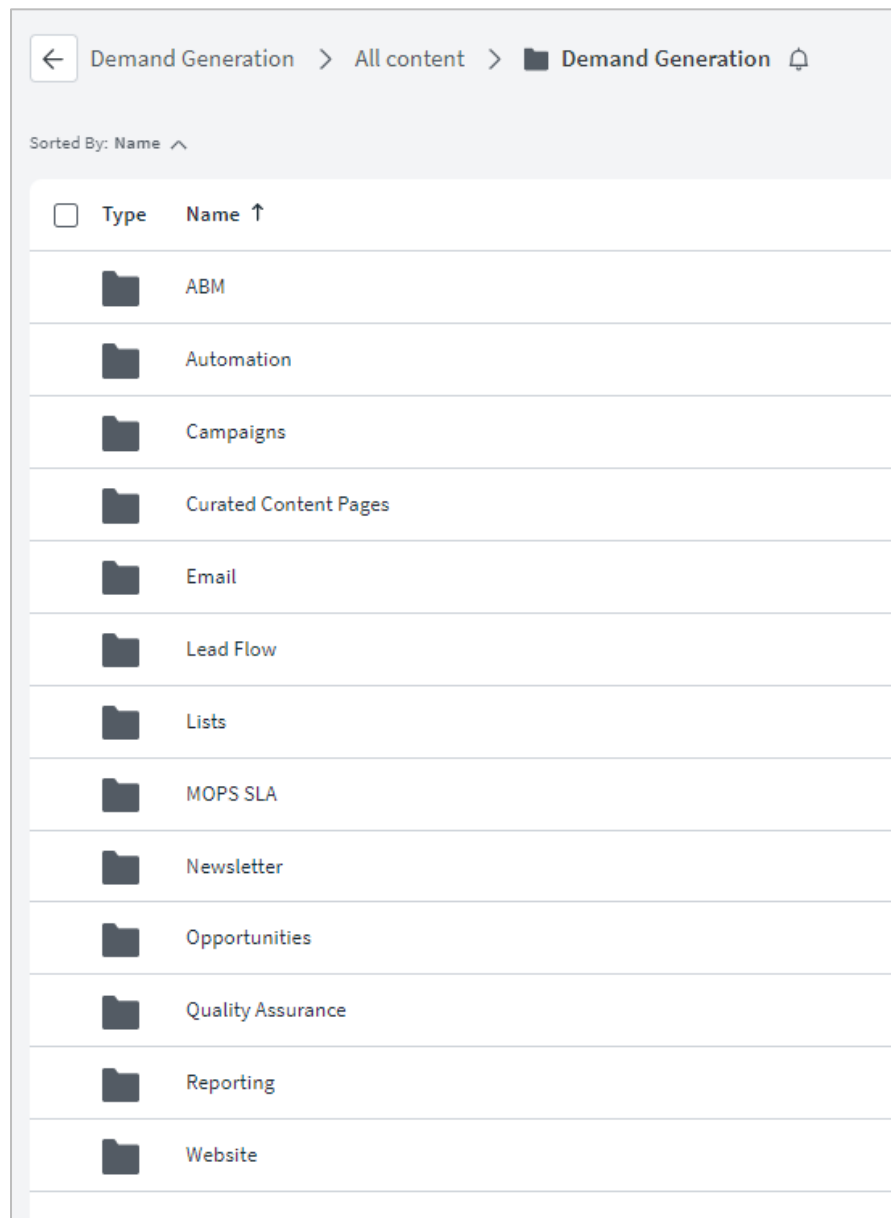 Demand Generation > All content > Demand Generation
Sorted By: Name
Type Name ↑
ABM
Automation
Campaigns
Curated Content Pages
Email
Lead Flow
Lists
MOPS SLA
Newsletter
Opportunities
Quality Assurance
Reporting
Website